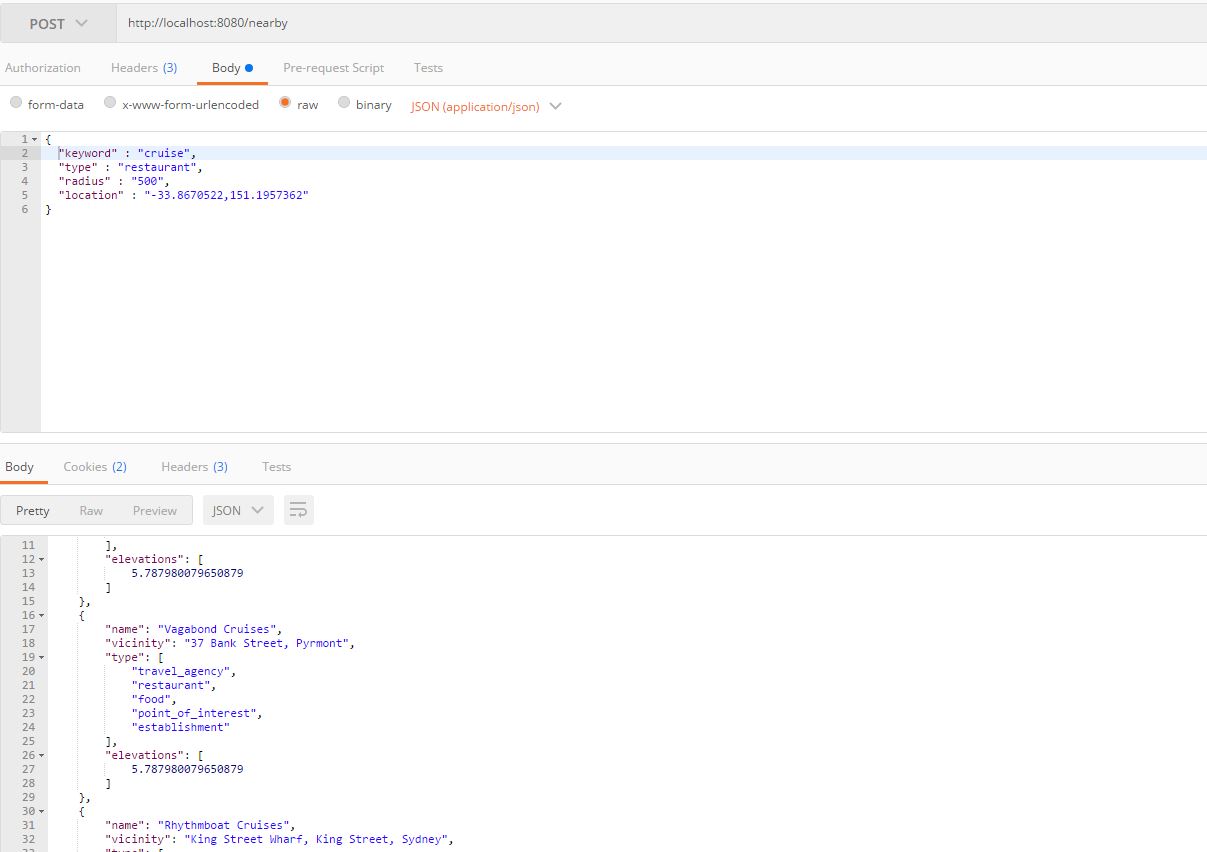 POST http://localhost:8080/nearby
Authorization Headers (3) Body Pre-request Script Tests
form-data x-www-form-urlencoded raw binary JSON (application/json)
1 {
2 "keyword" : "cruise",
3 "type" : "restaurant",
4 "radius" : "500",
5 "location" : "-33.8670522,151.1957362"
6 }
Body Cookies (2) Headers (3) Tests
Pretty Raw Preview JSON
11 ],
12 "elevations": [
13 5.787980079650879
14 ]
15 },
16 {
17 "name": "Vagabond Cruises",
18 "vicinity": "37 Bank Street, Pyrmont",
19 "type": [
20 "travel_agency",
21 "restaurant",
22 "food",
23 "point_of_interest",
24 "establishment"
25 ],
26 "elevations": [
27 5.787980079650879
28 ]
29 },
30 {
31 "name": "Rhythmboat Cruises",
32 "vicinity": "King Street Wharf, King Street, Sydney",